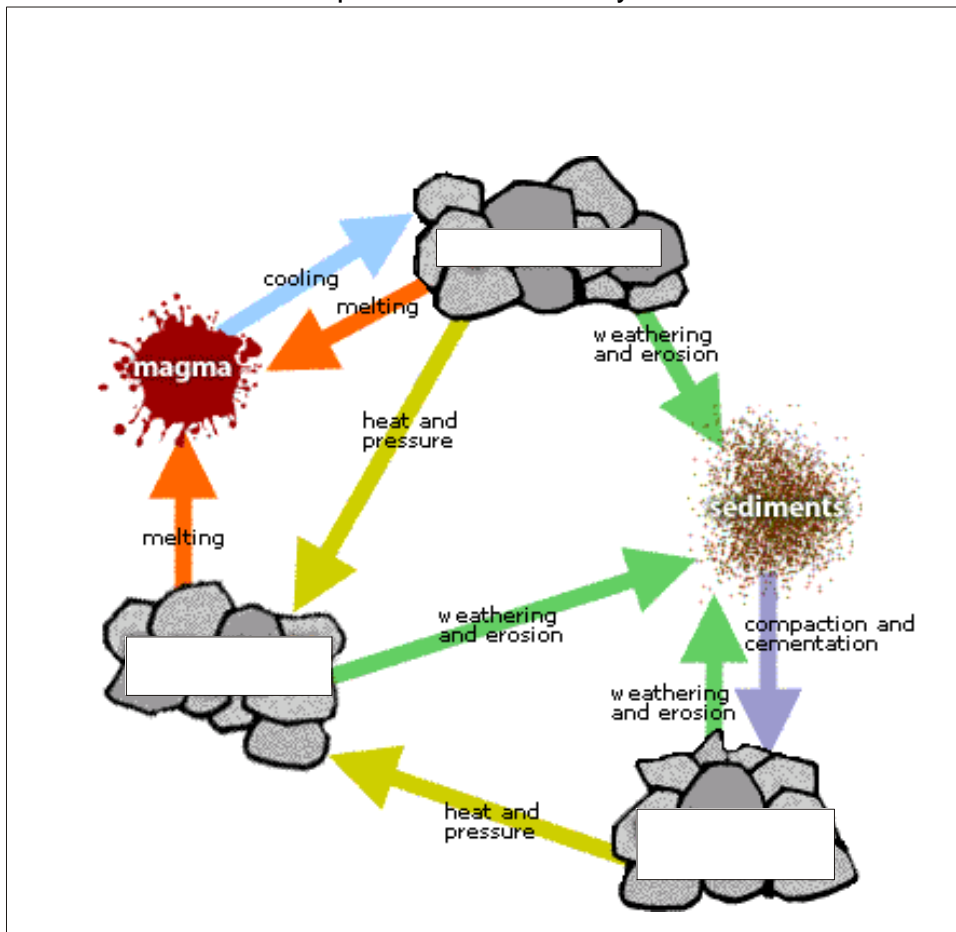 cooling
melting
weathering
and erosion
magma
heat and
pressure
sediments
melting
weathering
and erosion
compaction and
cementation
weathering
and erosion
heat and
pressure